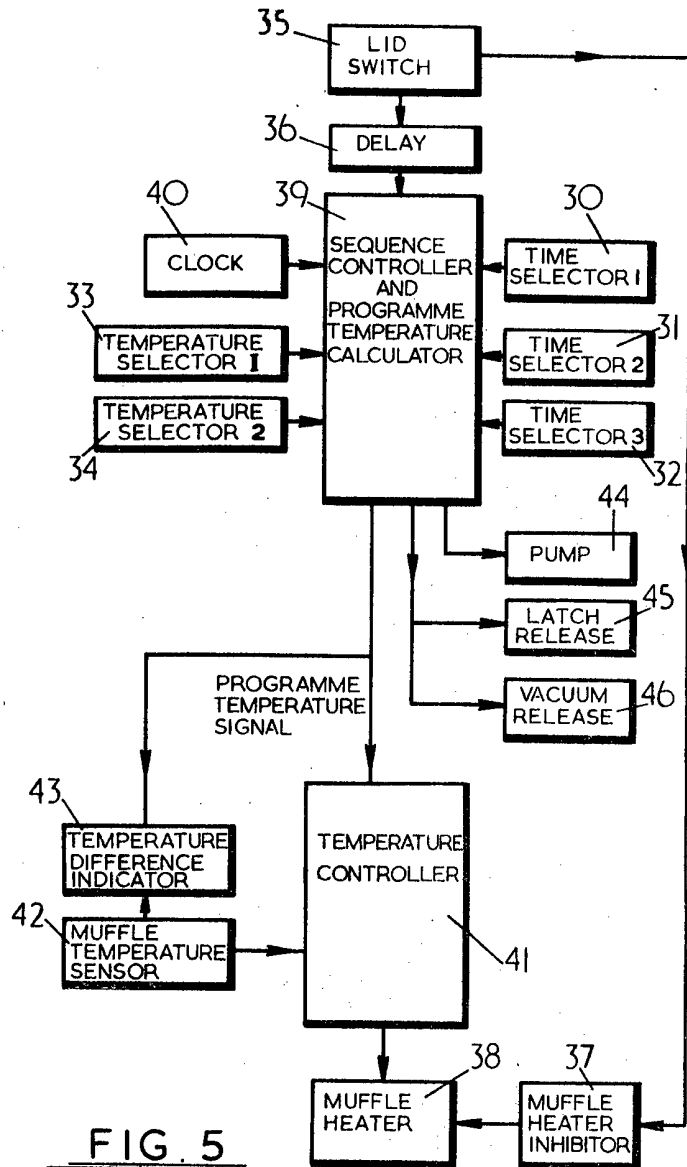 35
LID
SWITCH
36
DELAY
40
CLOCK
39
SEQUENCE
CONTROLLER
AND
PROGRAMME
TEMPERATURE
CALCULATOR
30
TIME
SELECTOR 1
33
TEMPERATURE
SELECTOR 1
31
TIME
SELECTOR 2
34
TEMPERATURE
SELECTOR 2
TIME
SELECTOR 3
32
44
PUMP
45
LATCH
RELEASE
46
VACUUM
RELEASE
PROGRAMME
TEMPERATURE
SIGNAL
43
TEMPERATURE
DIFFERENCE
INDICATOR
42
MUFFLE
TEMPERATURE
SENSOR
TEMPERATURE
CONTROLLER
41
38
MUFFLE
HEATER
37
MUFFLE
HEATER
INHIBITOR
FIG. 5